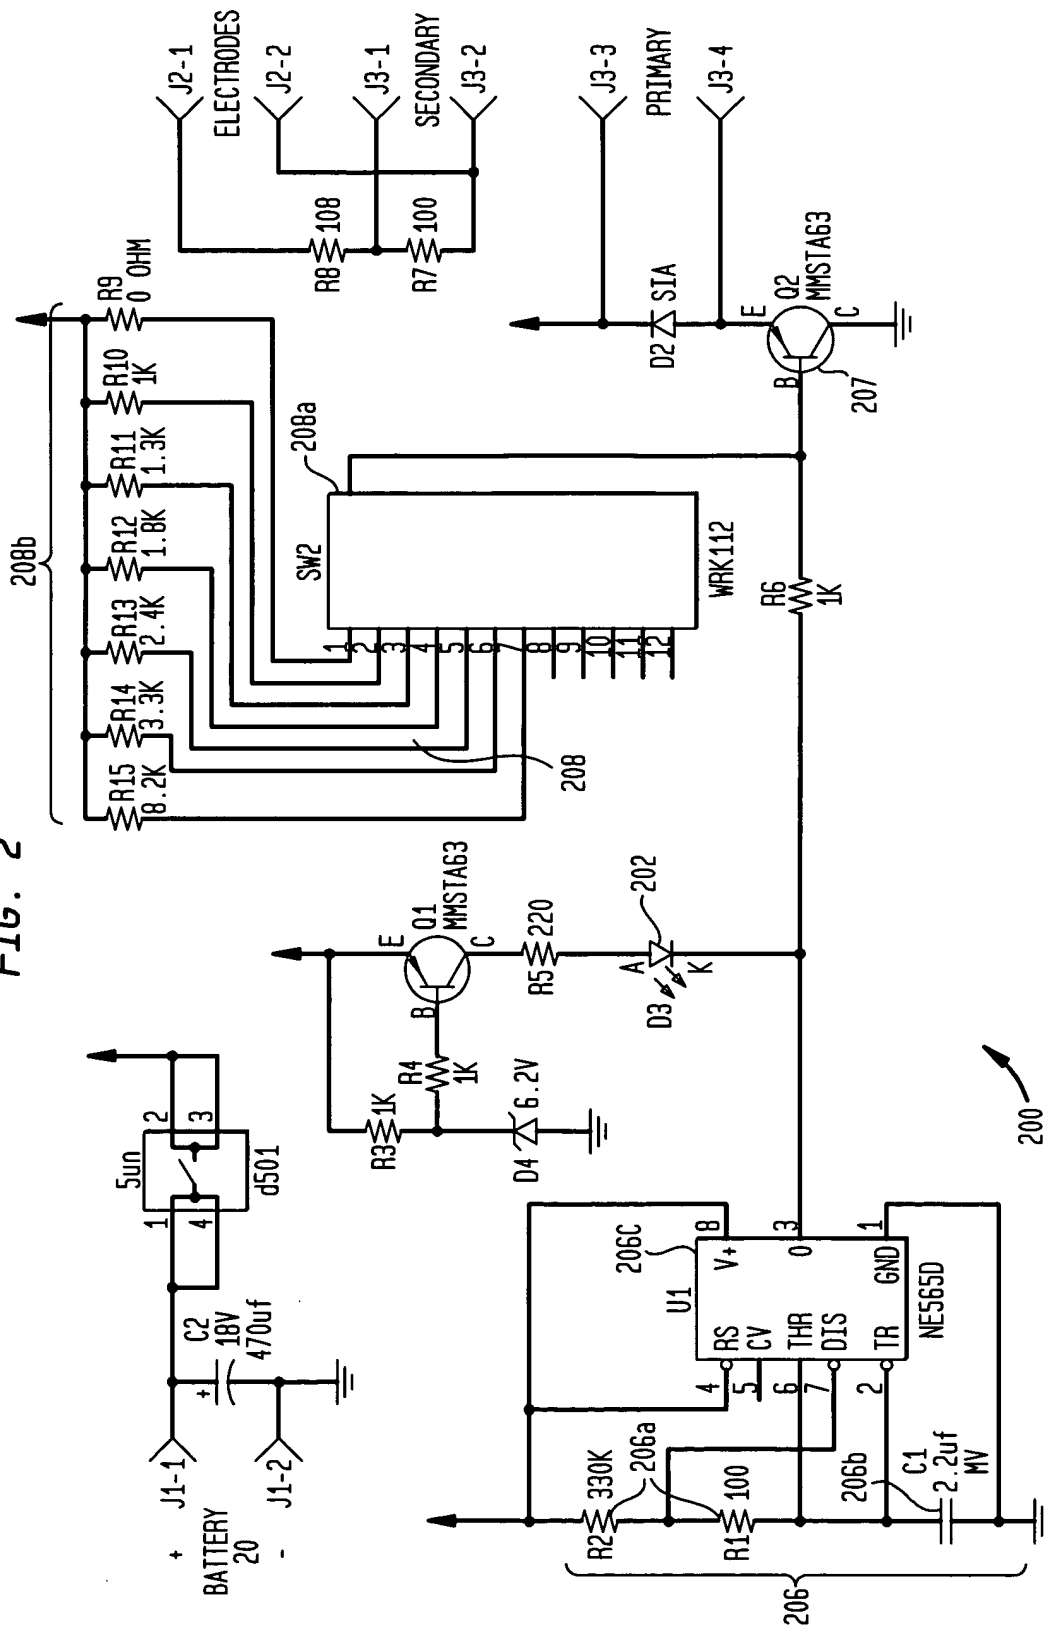 FIG. 2
J1-1
+
BATTERY
20
-
J1-2
C2
18V
470uf
+
1
4
5un
2
3
d501
R3
1K
R4
1K
D4
6.2V
B
E
C
Q1
MMSTA63
R5
220
A
K
D3
202
208b
R15
8.2K
R14
3.3K
R13
2.4K
R12
1.8K
R11
1.3K
R10
1K
R9
0 OHM
208
SW2
208a
1
2
3
4
5
6
7
8
9
10
11
12
WRK112
J2-1
ELECTRODES
J2-2
J3-1
SECONDARY
J3-2
R8
108
R7
100
J3-3
PRIMARY
J3-4
D2
SIA
E
B
C
Q2
MMSTA63
207
R6
1K
206
R2
330K
206a
R1
100
206b
C1
2.2uf
MV
U1
206C
4
RS
5
CV
6
THR
7
DIS
2
TR
V+
8
0
3
GND
1
NE565D
200